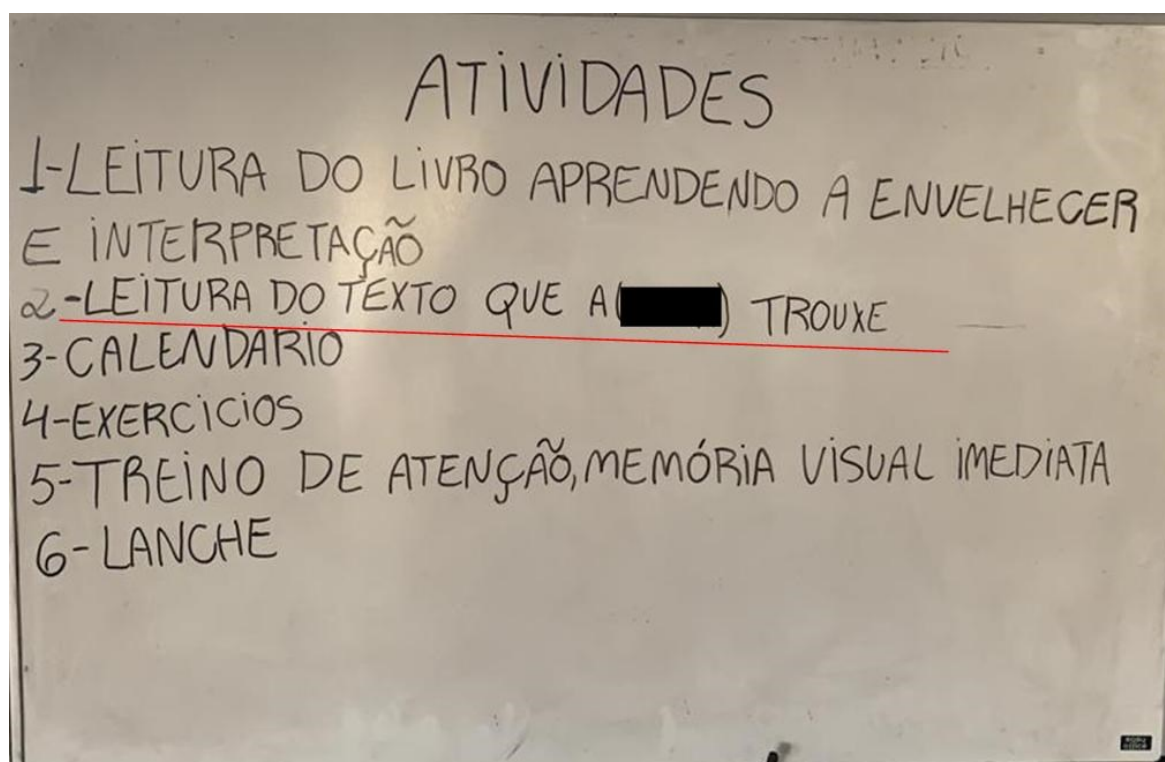 ATIVIDADES
1-LEITURA DO LIVRO APRENDENDO A ENVELHECER
E INTERPRETAÇÃO
2-LEITURA DO TEXTO QUE A( ) TROUXE
3-CALENDARIO
4-EXERCICIOS
5-TREINO DE ATENÇÃO, MEMÓRIA VISUAL IMEDIATA
6-LANCHE